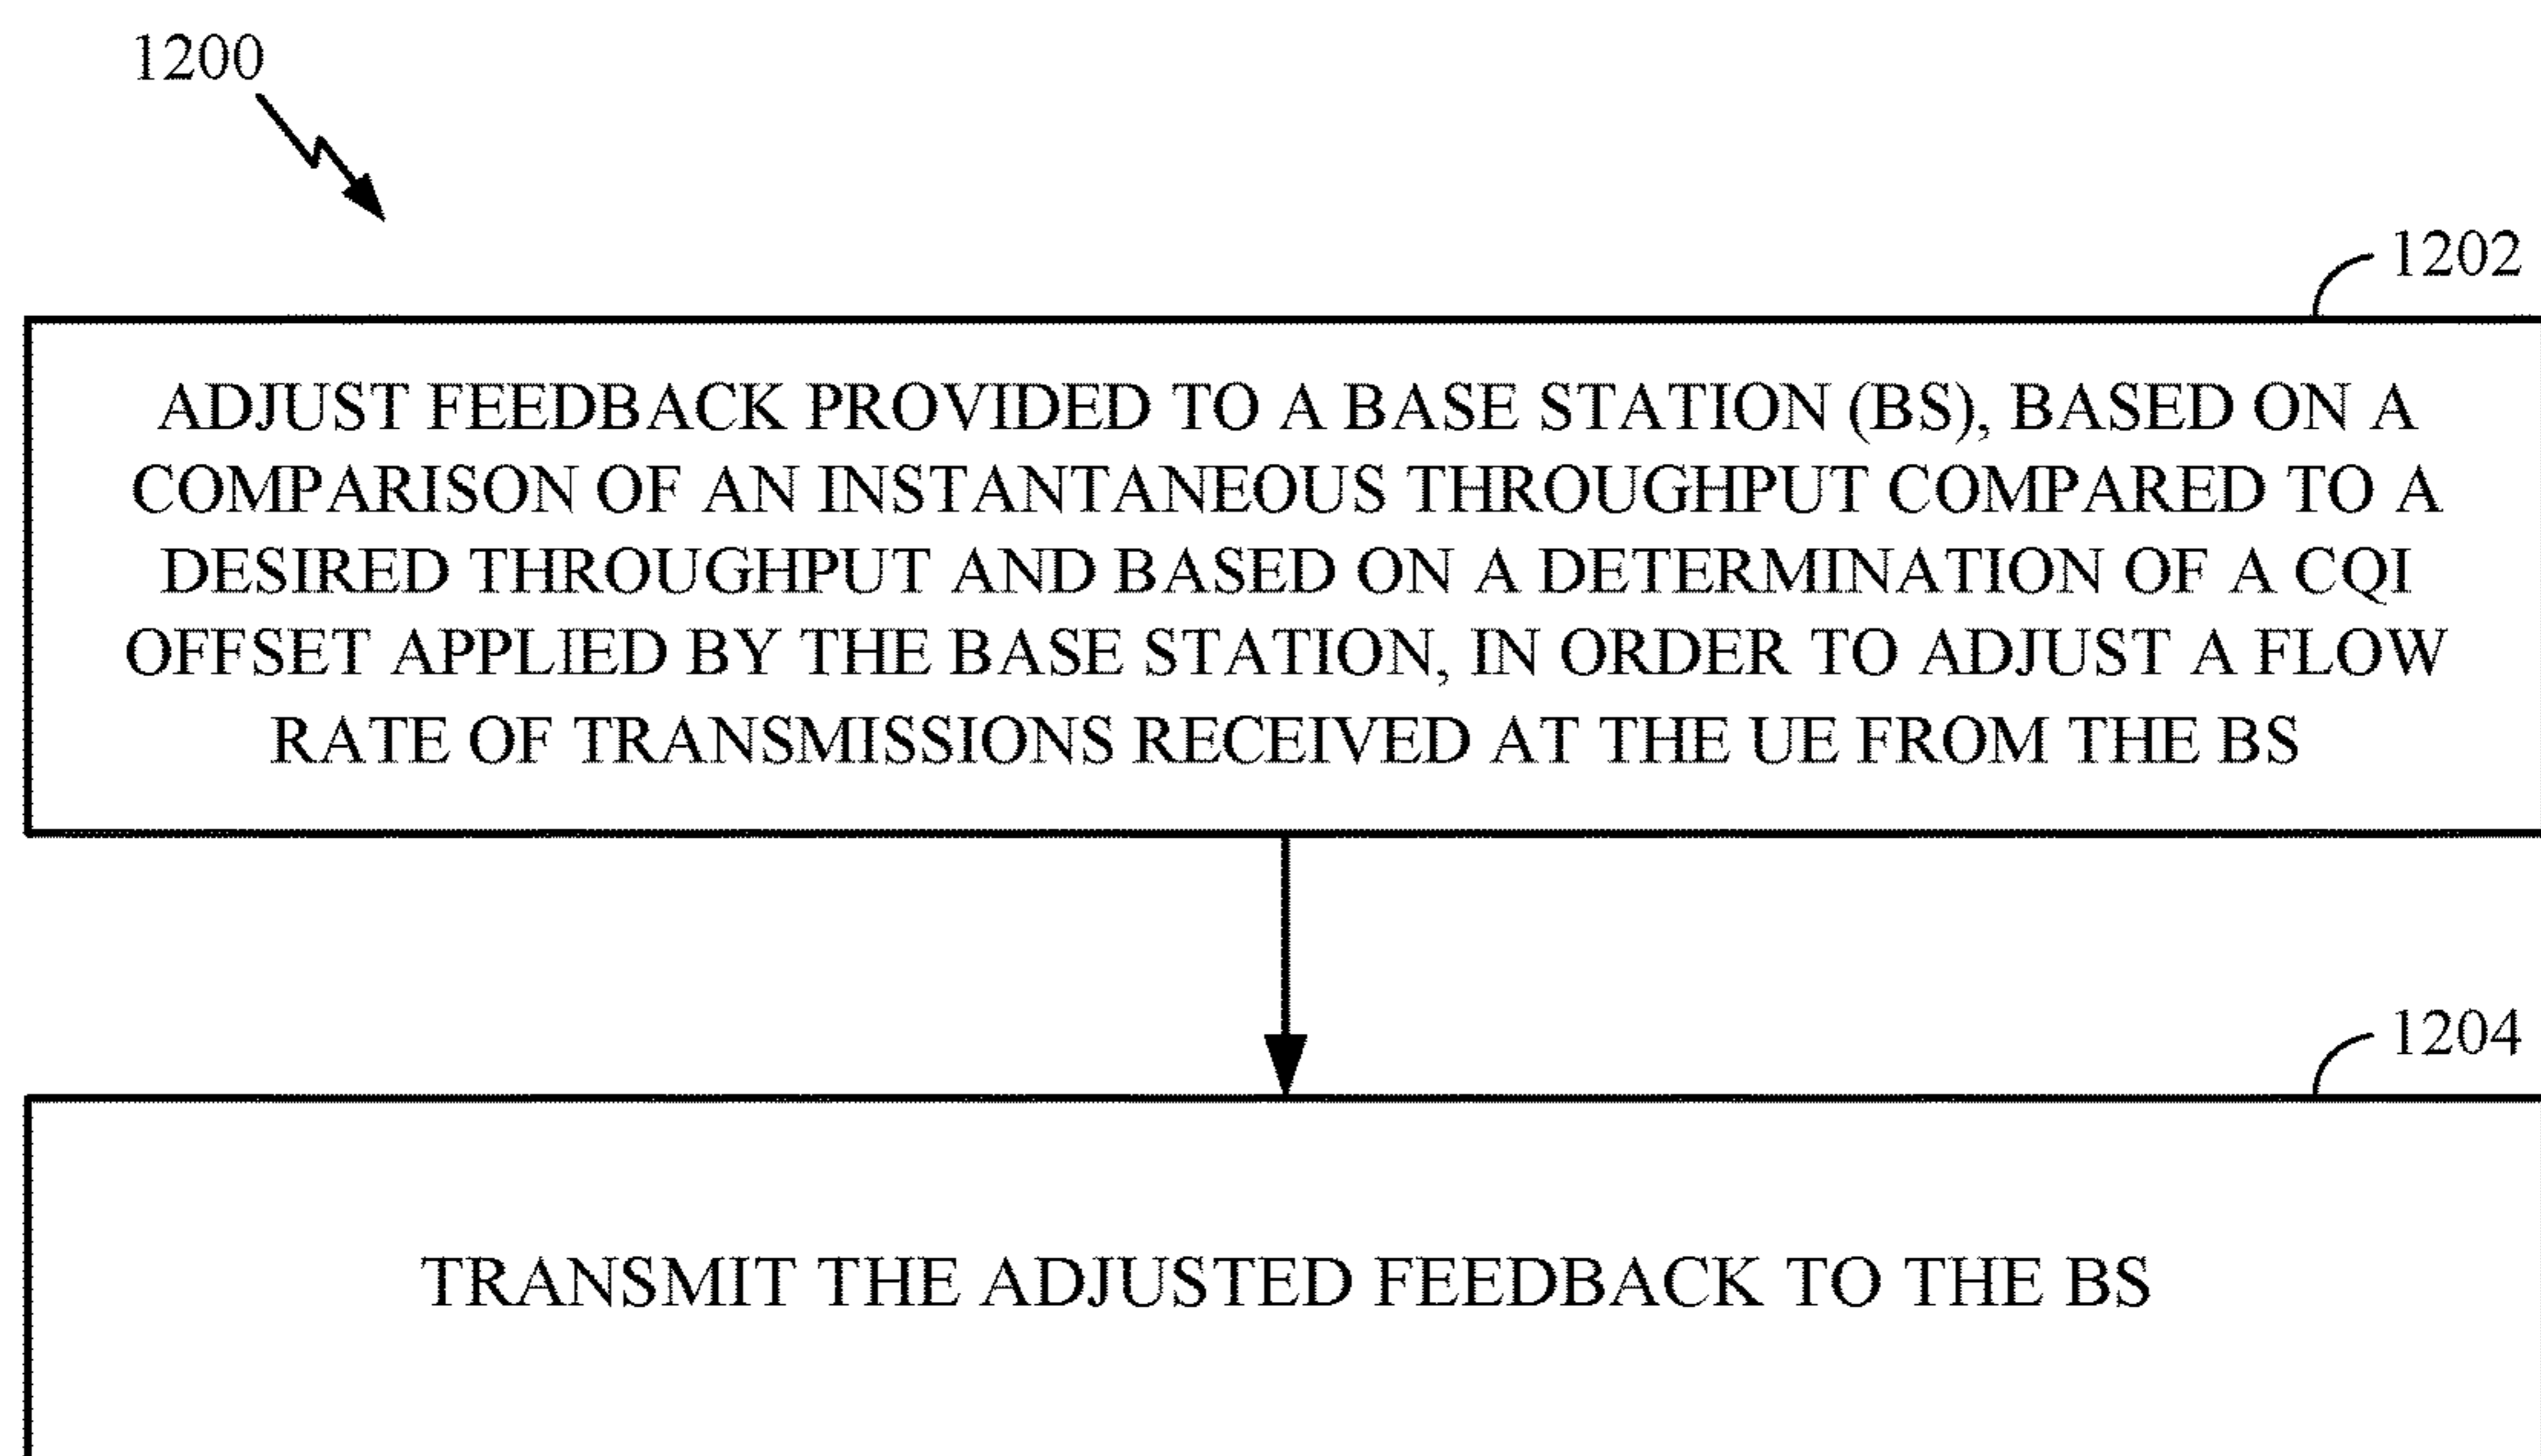 1200
1202
ADJUST FEEDBACK PROVIDED TO A BASE STATION (BS), BASED ON A
COMPARISON OF AN INSTANTANEOUS THROUGHPUT COMPARED TO A
DESIRED THROUGHPUT AND BASED ON A DETERMINATION OF A CQI
OFFSET APPLIED BY THE BASE STATION, IN ORDER TO ADJUST A FLOW
RATE OF TRANSMISSIONS RECEIVED AT THE UE FROM THE BS
1204
TRANSMIT THE ADJUSTED FEEDBACK TO THE BS